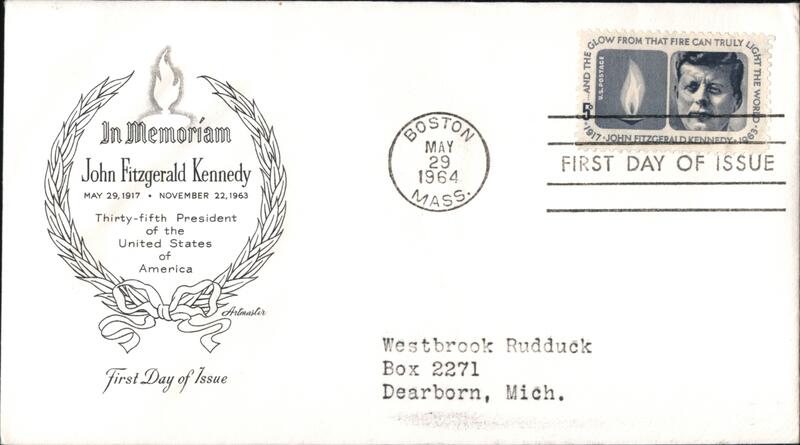 In Memoriam
John Fitzgerald Kennedy
MAY 29, 1917 • NOVEMBER 22, 1963
Thirty-fifth President
of the
United States
of
America
Artmaster
First Day of Issue
BOSTON
MAY
29
1964
MASS.
...AND THE GLOW FROM THAT FIRE CAN TRULY LIGHT THE WORLD
U.S. POSTAGE
5¢
1917 • JOHN FITZGERALD KENNEDY • 1963
FIRST DAY OF ISSUE
Westbrook Rudduck
Box 2271
Dearborn, Mich.